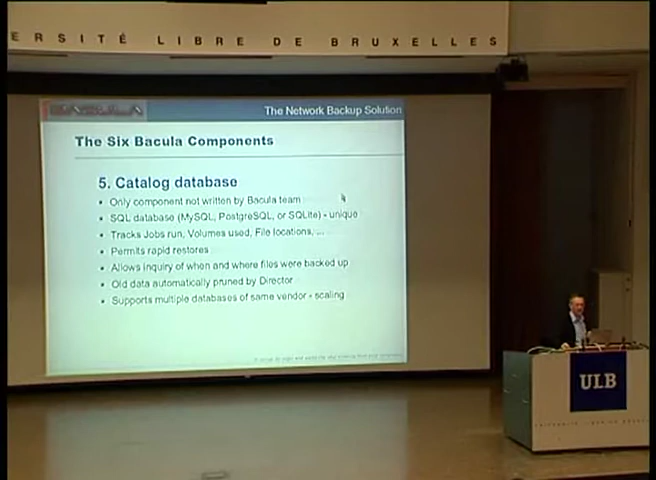 ERSITÉ LIBRE DE BRUXELLES
BACULA
The Network Backup Solution
The Six Bacula Components
5. Catalog database
• Only component not written by Bacula team
• SQL database (MySQL, PostgreSQL, or SQLite) - unique
• Tracks Jobs run, Volumes used, File locations, ...
• Permits rapid restores
• Allows inquiry of when and where files were backed up
• Old data automatically pruned by Director
• Supports multiple databases of same vendor - scaling
ULB